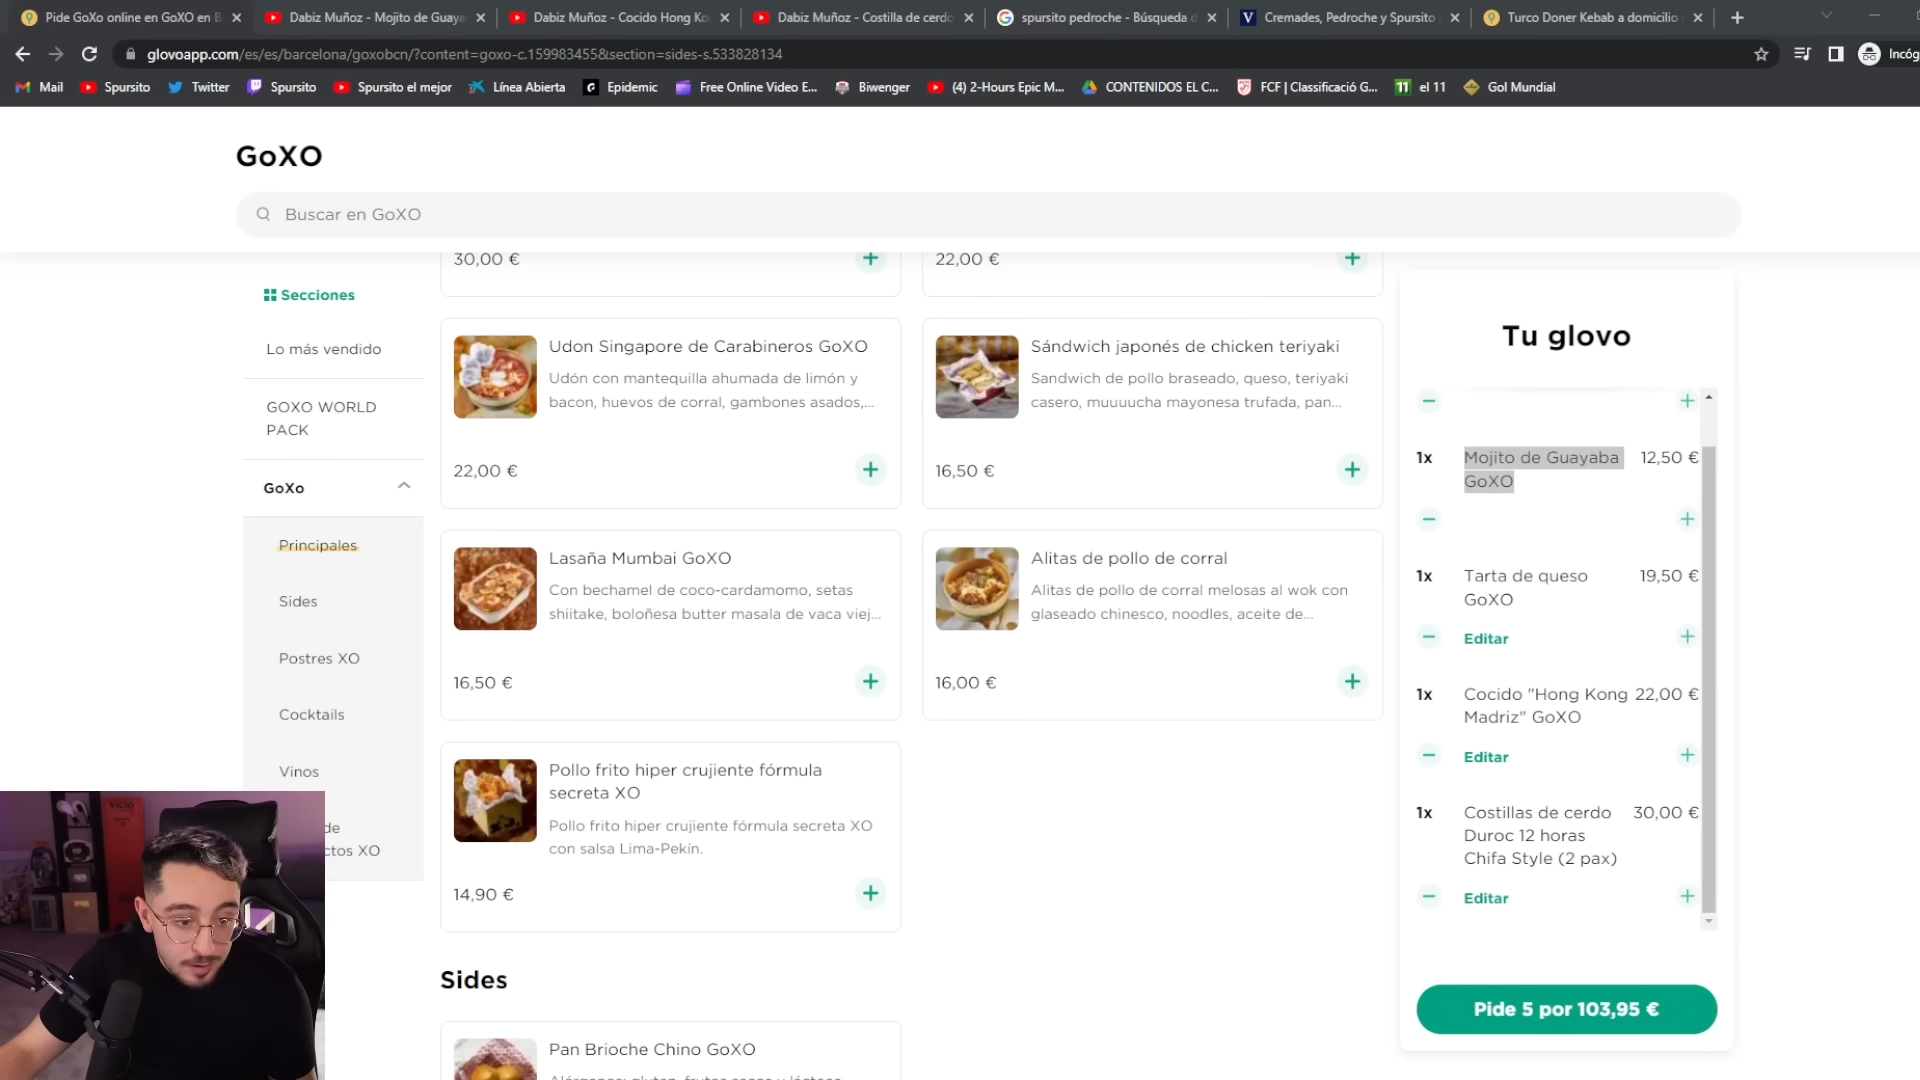 Pide GoXo online en GoXO en B
Dabiz Muñoz - Mojito de Guaya
Dabiz Muñoz - Cocido Hong Ko
Dabiz Muñoz - Costilla de cerdo
spursito pedroche - Búsqueda d
Cremades, Pedroche y Spursito
Turco Doner Kebab a domicilio
glovoapp.com/es/es/barcelona/goxobcn/?content=goxo-c.159983455&section=sides-s.533828134
Incóg
Mail
Spursito
Twitter
Spursito
Spursito el mejor
Línea Abierta
Epidemic
Free Online Video E...
Biwenger
(4) 2-Hours Epic M...
CONTENIDOS EL C...
FCF | Classificació G...
11
el 11
Gol Mundial
GoXO
Buscar en GoXO
Secciones
Lo más vendido
GOXO WORLD
PACK
GoXo
Principales
Sides
Postres XO
Cocktails
Vinos
de
ctos XO
30,00 €
22,00 €
Udon Singapore de Carabineros GoXO
Udón con mantequilla ahumada de limón y
bacon, huevos de corral, gambones asados,...
22,00 €
Sándwich japonés de chicken teriyaki
Sandwich de pollo braseado, queso, teriyaki
casero, muuuucha mayonesa trufada, pan...
16,50 €
Lasaña Mumbai GoXO
Con bechamel de coco-cardamomo, setas
shiitake, boloñesa butter masala de vaca viej...
16,50 €
Alitas de pollo de corral
Alitas de pollo de corral melosas al wok con
glaseado chinesco, noodles, aceite de...
16,00 €
Pollo frito hiper crujiente fórmula
secreta XO
Pollo frito hiper crujiente fórmula secreta XO
con salsa Lima-Pekín.
14,90 €
Sides
Pan Brioche Chino GoXO
Tu glovo
1x Mojito de Guayaba 12,50 €
GoXO
1x Tarta de queso 19,50 €
GoXO
Editar
1x Cocido "Hong Kong 22,00 €
Madriz" GoXO
Editar
1x Costillas de cerdo 30,00 €
Duroc 12 horas
Chifa Style (2 pax)
Editar
Pide 5 por 103,95 €
VICIO